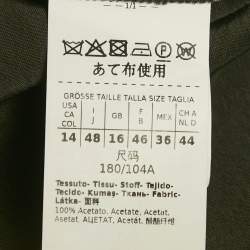 1/1
あて布使用
GRÖSSE TAILLE TALLA SIZE TAGLIA
USA CA COL I J GB F B MEX CH A NL D
14 48 16 46 36 44
尺码
180/104A
Tessuto- Tissu- Stoff- Tejido-
Tecido- Kumaş- Ткань- Fabric-
Látka- 面料
100% Acetato, Acetate, Acetat,
Asetat, АЦЕТАТ, Acetát, 醋酯纤维